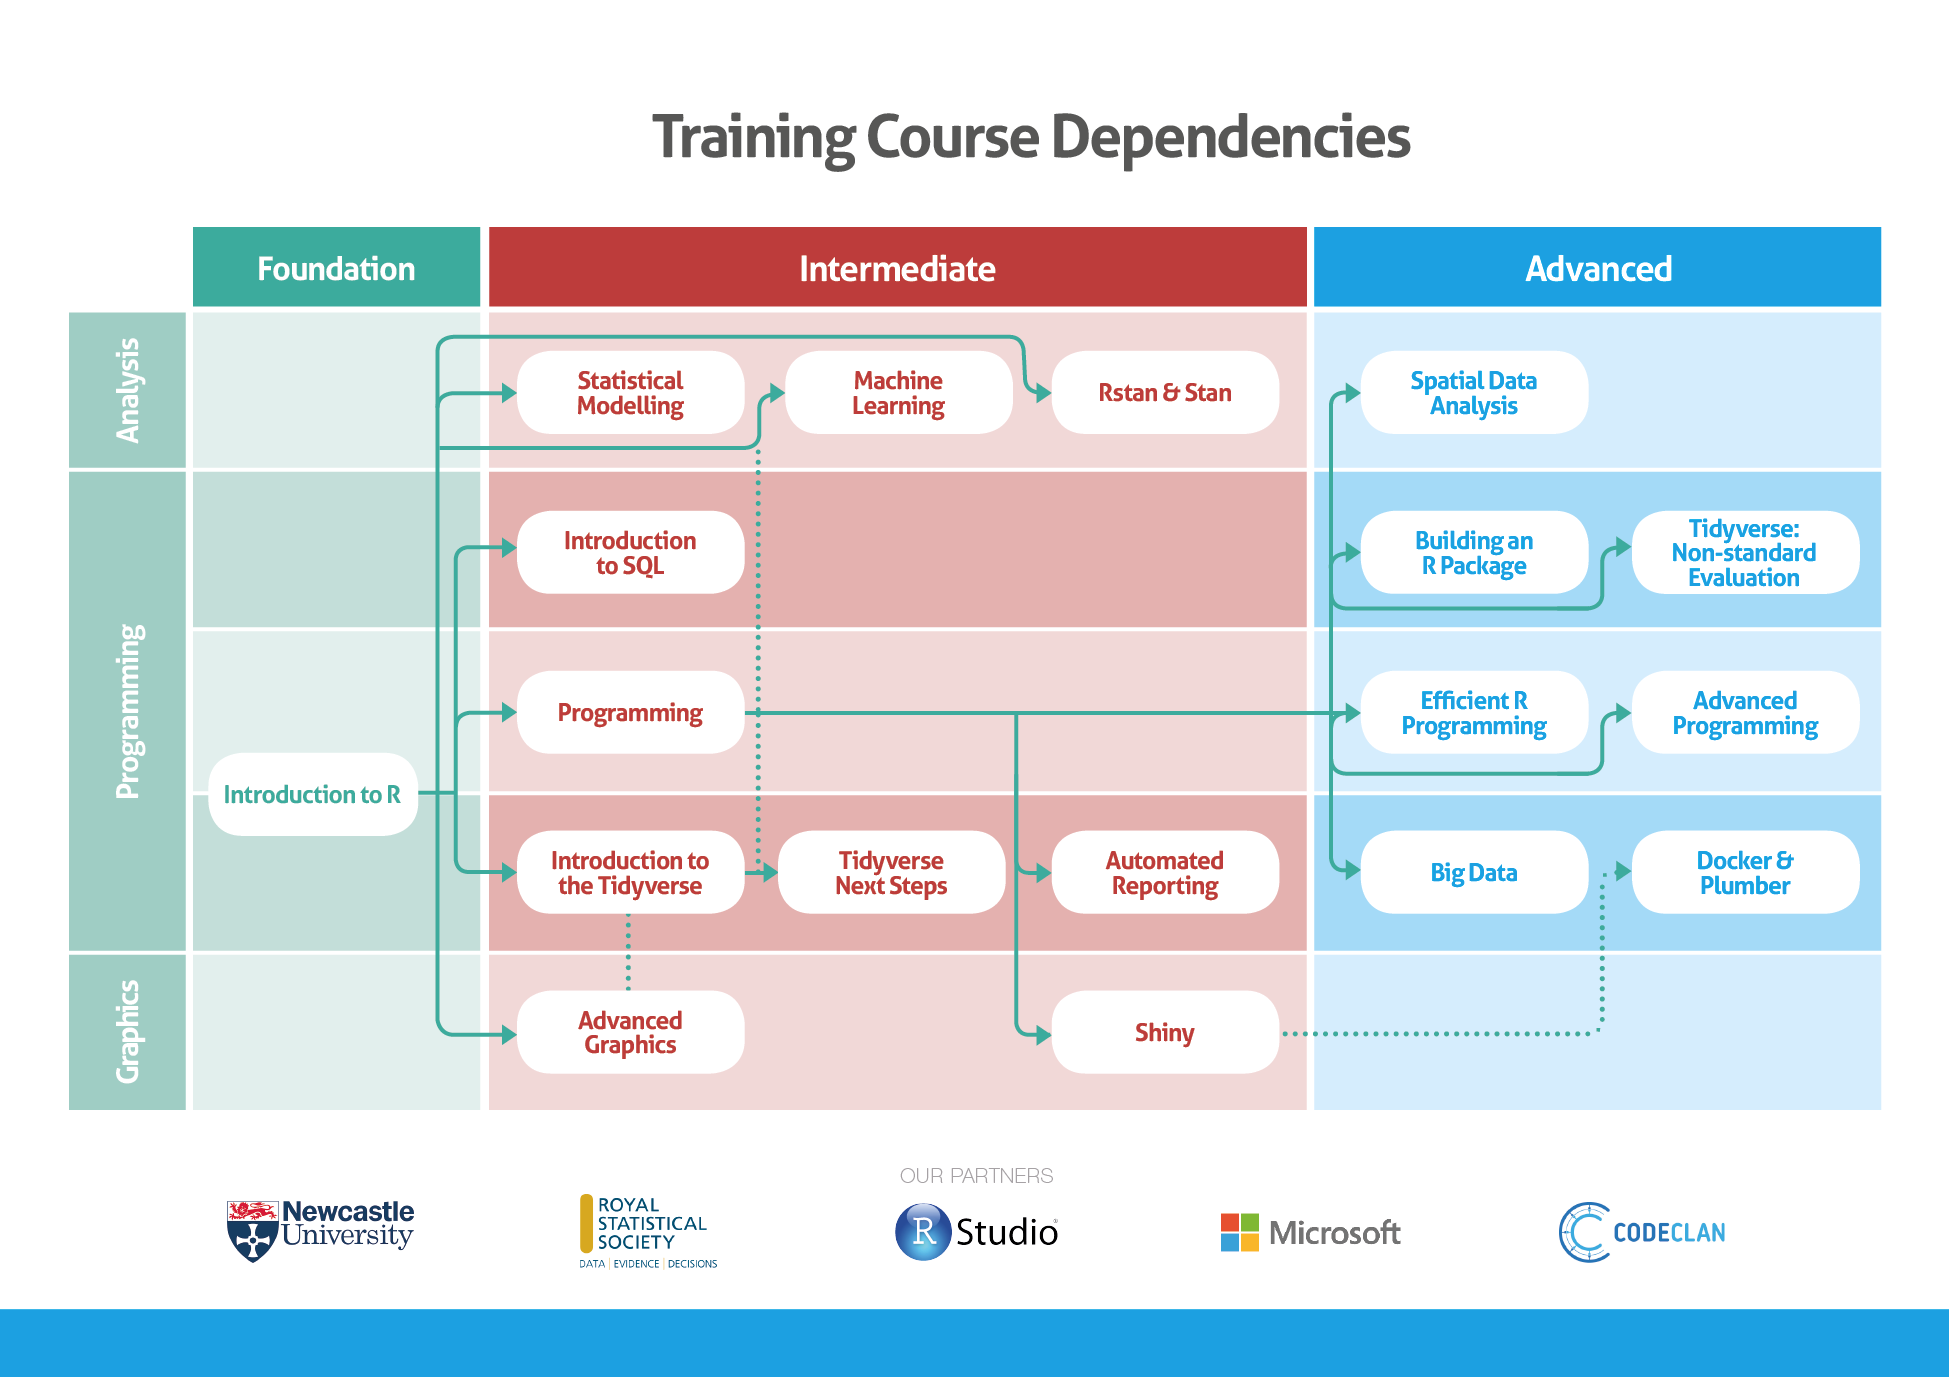 Training Course Dependencies
Foundation
Intermediate
Advanced
Analysis
Statistical
Modelling
Machine
Learning
Rstan & Stan
Spatial Data
Analysis
Programming
Introduction
to SQL
Building an
R Package
Tidyverse:
Non-standard
Evaluation
Programming
Efficient R
Programming
Advanced
Programming
Introduction to R
Introduction to
the Tidyverse
Tidyverse
Next Steps
Automated
Reporting
Big Data
Docker &
Plumber
Graphics
Advanced
Graphics
Shiny
OUR PARTNERS
Newcastle
University
ROYAL
STATISTICAL
SOCIETY
DATA | EVIDENCE | DECISIONS
R Studio®
Microsoft
CODECLAN